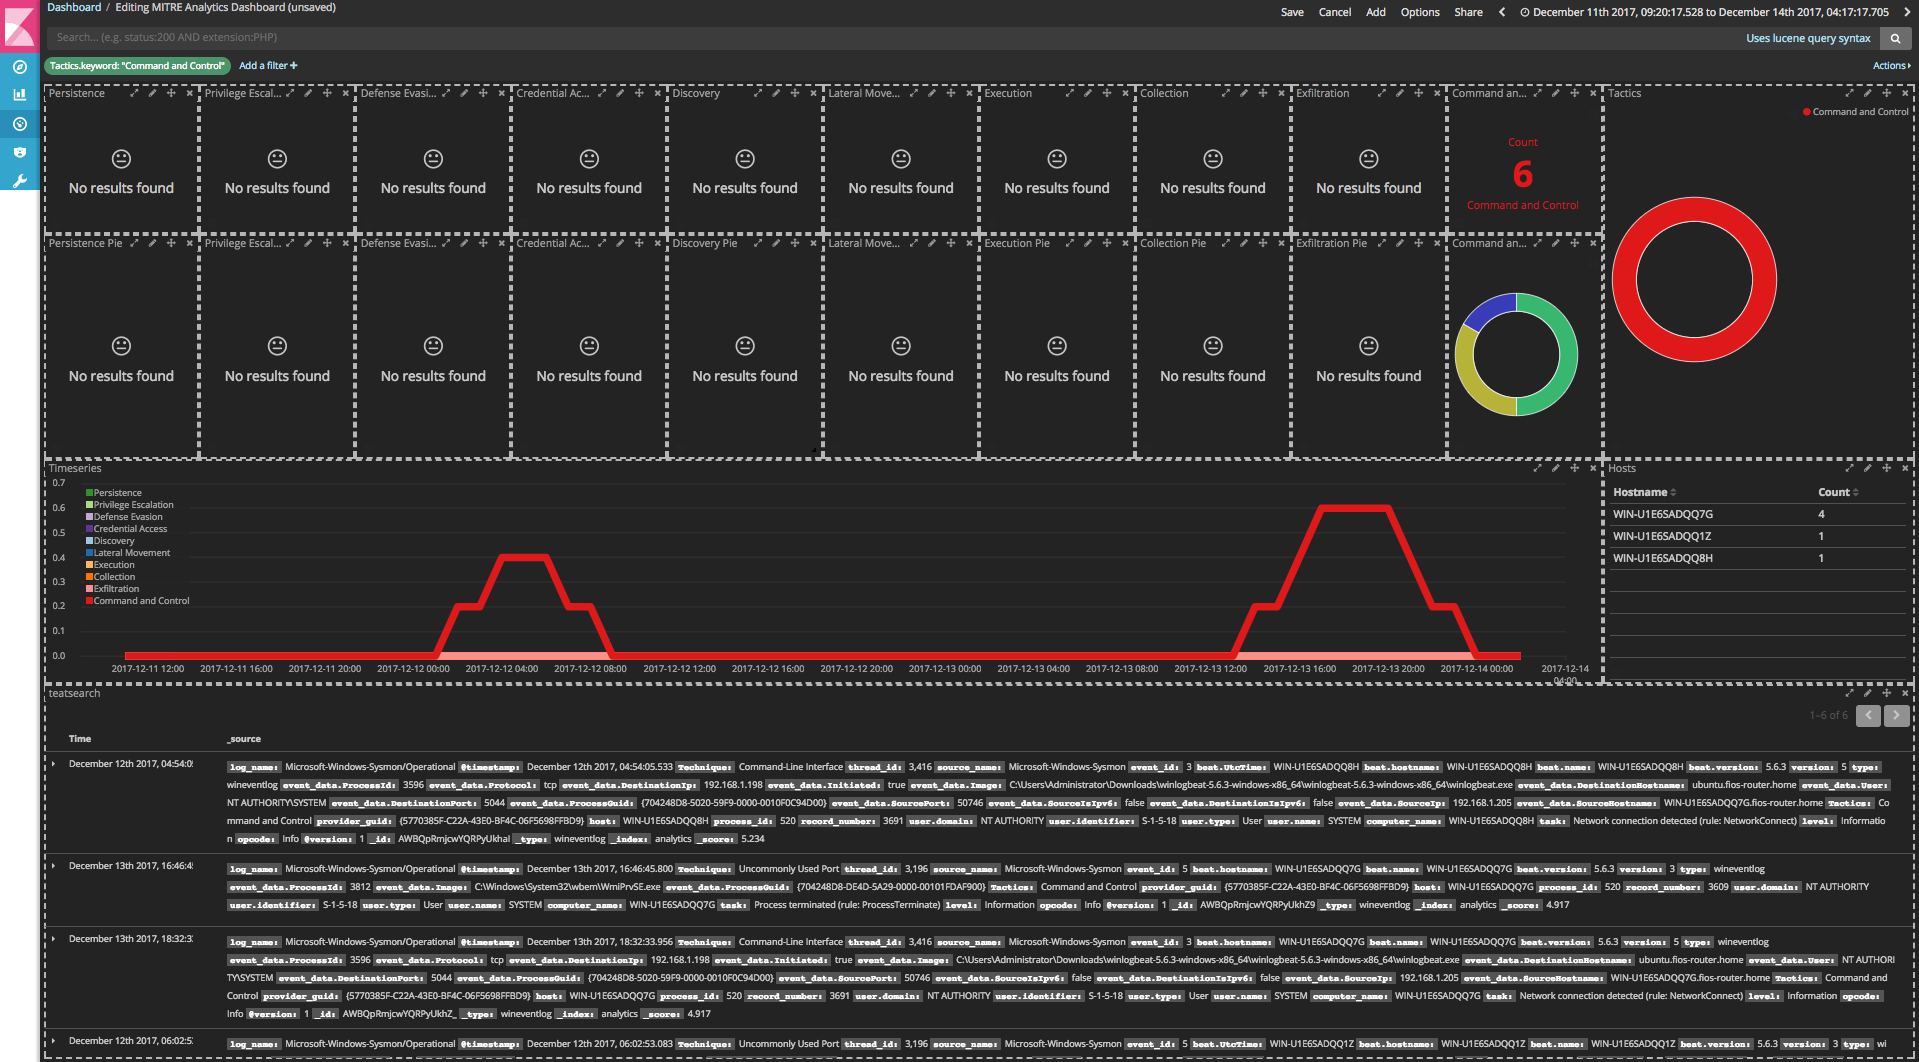 Dashboard / Editing MITRE Analytics Dashboard (unsaved)
Save Cancel Add Options Share December 11th 2017, 09:20:17.528 to December 14th 2017, 04:17:17.705
Search... (e.g. status:200 AND extension:PHP) Uses lucene query syntax
Tactics.keyword: "Command and Control" Add a filter + Actions
Persistence Privilege Escal... Defense Evasi... Credential Ac... Discovery Lateral Move... Execution Collection Exfiltration Command an... Tactics
Command and Control
Count
6
Command and Control
No results found No results found No results found No results found No results found No results found No results found No results found No results found
Persistence Pie Privilege Escal... Defense Evasi... Credential Ac... Discovery Pie Lateral Move... Execution Pie Collection Pie Exfiltration Pie Command an...
No results found No results found No results found No results found No results found No results found No results found No results found No results found
Timeseries
0.7
0.6
0.5
0.4
0.3
0.2
0.1
0.0
Persistence
Privilege Escalation
Defense Evasion
Credential Access
Discovery
Lateral Movement
Execution
Collection
Exfiltration
Command and Control
2017-12-11 12:00 2017-12-11 16:00 2017-12-11 20:00 2017-12-12 00:00 2017-12-12 04:00 2017-12-12 08:00 2017-12-12 12:00 2017-12-12 16:00 2017-12-12 20:00 2017-12-13 00:00 2017-12-13 04:00 2017-12-13 08:00 2017-12-13 12:00 2017-12-13 16:00 2017-12-13 20:00 2017-12-14 00:00 2017-12-14
04:00
Hosts
Hostname Count
WIN-U1E6SADQQ7G 4
WIN-U1E6SADQQ1Z 1
WIN-U1E6SADQQ8H 1
teatsearch
1–6 of 6
Time _source
December 12th 2017, 04:54:0 log_name: Microsoft-Windows-Sysmon/Operational @timestamp: December 12th 2017, 04:54:05.533 Technique: Command-Line Interface thread_id: 3,416 source_name: Microsoft-Windows-Sysmon event_id: 3 beat.UtcTime: WIN-U1E6SADQQ8H beat.hostname: WIN-U1E6SADQQ8H beat.name: WIN-U1E6SADQQ8H beat.version: 5.6.3 version: 5 type:
wineventlog event_data.ProcessId: 3596 event_data.Protocol: tcp event_data.DestinationIp: 192.168.1.198 event_data.Initiated: true event_data.Image: C:\Users\Administrator\Downloads\winlogbeat-5.6.3-windows-x86_64\winlogbeat-5.6.3-windows-x86_64\winlogbeat.exe event_data.DestinationHostname: ubuntu.fios-router.home event_data.User:
NT AUTHORITY\SYSTEM event_data.DestinationPort: 5044 event_data.ProcessGuid: {704248D8-5020-59F9-0000-0010F0C94D00} event_data.SourcePort: 50746 event_data.SourceIsIpv6: false event_data.DestinationIsIpv6: false event_data.SourceIp: 192.168.1.205 event_data.SourceHostname: WIN-U1E6SADQQ7G.fios-router.home Tactics: Co
mmand and Control provider_guid: {5770385F-C22A-43E0-BF4C-06F5698FFBD9} host: WIN-U1E6SADQQ8H process_id: 520 record_number: 3691 user.domain: NT AUTHORITY user.identifier: S-1-5-18 user.type: User user.name: SYSTEM computer_name: WIN-U1E6SADQQ8H task: Network connection detected (rule: NetworkConnect) level: Informatio
n opcode: Info @version: 1 _id: AWBQpRmjcwYQRPyUkhaI _type: wineventlog _index: analytics _score: 5.234
December 13th 2017, 16:46:4 log_name: Microsoft-Windows-Sysmon/Operational @timestamp: December 13th 2017, 16:46:45.800 Technique: Uncommonly Used Port thread_id: 3,196 source_name: Microsoft-Windows-Sysmon event_id: 5 beat.hostname: WIN-U1E6SADQQ7G beat.name: WIN-U1E6SADQQ7G beat.version: 5.6.3 version: 3 type: wineventlog
event_data.ProcessId: 3812 event_data.Image: C:\Windows\System32\wbem\WmiPrvSE.exe event_data.ProcessGuid: {704248D8-DE4D-5A29-0000-00101FDAF900} Tactics: Command and Control provider_guid: {5770385F-C22A-43E0-BF4C-06F5698FFBD9} host: WIN-U1E6SADQQ7G process_id: 520 record_number: 3609 user.domain: NT AUTHORITY
user.identifier: S-1-5-18 user.type: User user.name: SYSTEM computer_name: WIN-U1E6SADQQ7G task: Process terminated (rule: ProcessTerminate) level: Information opcode: Info @version: 1 _id: AWBQpRmjcwYQRPyUkhZ9 _type: wineventlog _index: analytics _score: 4.917
December 13th 2017, 18:32:3 log_name: Microsoft-Windows-Sysmon/Operational @timestamp: December 13th 2017, 18:32:33.956 Technique: Command-Line Interface thread_id: 3,416 source_name: Microsoft-Windows-Sysmon event_id: 3 beat.hostname: WIN-U1E6SADQQ7G beat.name: WIN-U1E6SADQQ7G beat.version: 5.6.3 version: 5 type: wineventlog
event_data.ProcessId: 3596 event_data.Protocol: tcp event_data.DestinationIp: 192.168.1.198 event_data.Initiated: true event_data.Image: C:\Users\Administrator\Downloads\winlogbeat-5.6.3-windows-x86_64\winlogbeat-5.6.3-windows-x86_64\winlogbeat.exe event_data.DestinationHostname: ubuntu.fios-router.home event_data.User: NT AUTHORI
TY\SYSTEM event_data.DestinationPort: 5044 event_data.ProcessGuid: {704248D8-5020-59F9-0000-0010F0C94D00} event_data.SourcePort: 50746 event_data.SourceIsIpv6: false event_data.DestinationIsIpv6: false event_data.SourceIp: 192.168.1.205 event_data.SourceHostname: WIN-U1E6SADQQ7G.fios-router.home Tactics: Command and
Control provider_guid: {5770385F-C22A-43E0-BF4C-06F5698FFBD9} host: WIN-U1E6SADQQ7G process_id: 520 record_number: 3691 user.domain: NT AUTHORITY user.identifier: S-1-5-18 user.type: User user.name: SYSTEM computer_name: WIN-U1E6SADQQ7G task: Network connection detected (rule: NetworkConnect) level: Information opcode:
Info @version: 1 _id: AWBQpRmjcwYQRPyUkhZ_ _type: wineventlog _index: analytics _score: 4.917
December 12th 2017, 06:02:5 log_name: Microsoft-Windows-Sysmon/Operational @timestamp: December 12th 2017, 06:02:53.083 Technique: Uncommonly Used Port thread_id: 3,196 source_name: Microsoft-Windows-Sysmon event_id: 5 beat.UtcTime: WIN-U1E6SADQQ1Z beat.hostname: WIN-U1E6SADQQ1Z beat.name: WIN-U1E6SADQQ1Z beat.version: 5.6.3 version: 3 type: wi